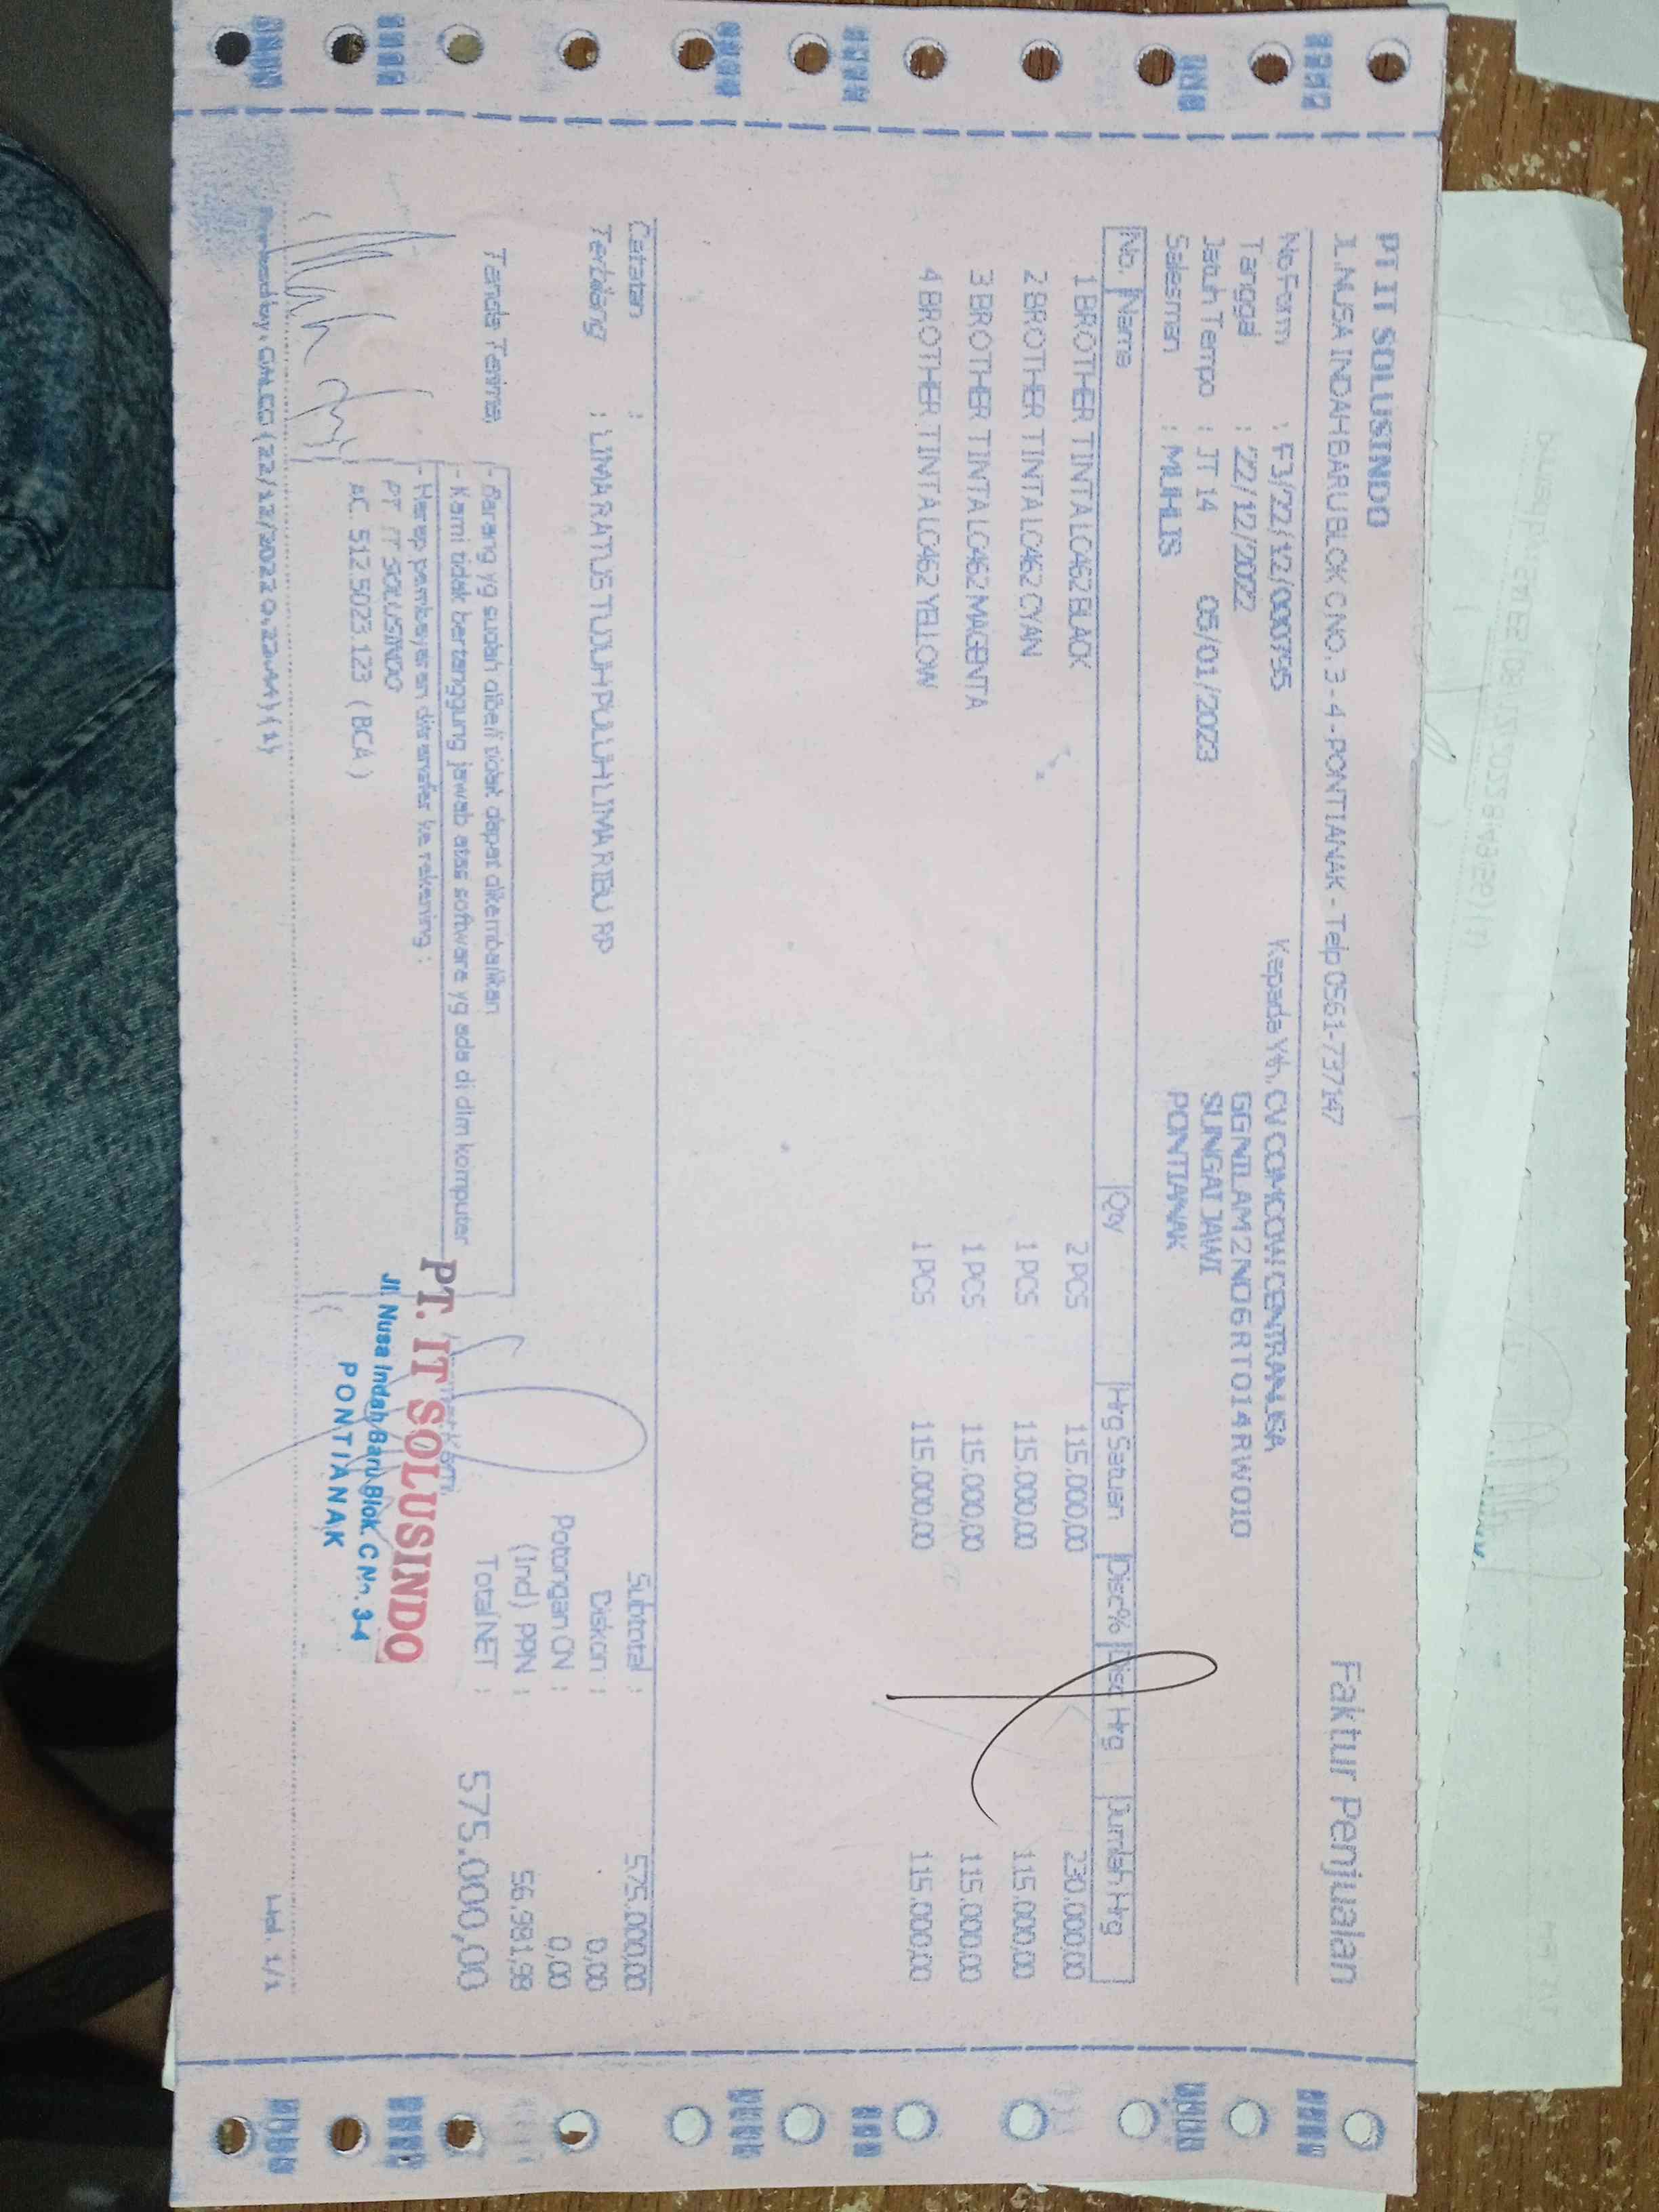 PT IT SOLUSINDO
JL.NUSA INDAH BARU BLOK C NO. 3 - 4 - PONTIANAK - Telp 0561-737147
Faktur Penjualan
No Form : FJ/22/12/0007955
Tanggal : 22/12/2022
Jatuh Tempo : JT 14 05/01/2023
Salesman : MUHLIS
Kepada Yth. CV COMCOM CENTRALISA
GG NILAM 2 NO 6 RT 014 RW 010
SUNGAI JAWI
PONTIANAK
No. Name Qty Hrg Satuan Disc% Disc Hrg Jumlah Hrg
1 BROTHER TINTA LC462 BLACK 2 PCS 115.000,00 230.000,00
2 BROTHER TINTA LC462 CYAN 1 PCS 115.000,00 115.000,00
3 BROTHER TINTA LC462 MAGENTA 1 PCS 115.000,00 115.000,00
4 BROTHER TINTA LC462 YELLOW 1 PCS 115.000,00 115.000,00
Catatan :
Terbilang : LIMA RATUS TUJUH PULUH LIMA RIBU RP
Subtotal : 575.000,00
Diskon : 0,00
Potongan CN : 0,00
(Incl) PPN : 56.981,98
Total NET : 575.000,00
Tanda Terima,
- Barang yg sudah dibeli tidak dapat dikembalikan
- Kami tidak bertanggung jawab atas software yg ada di dlm komputer
- Harap pembayaran ditransfer ke rekening :
PT IT SOLUSINDO
AC. 512 5023 123 ( BCA )
PT. IT SOLUSINDO
Jl. Nusa Indah Baru Blok. C No. 3-4
PONTIANAK
Hal. 1/1